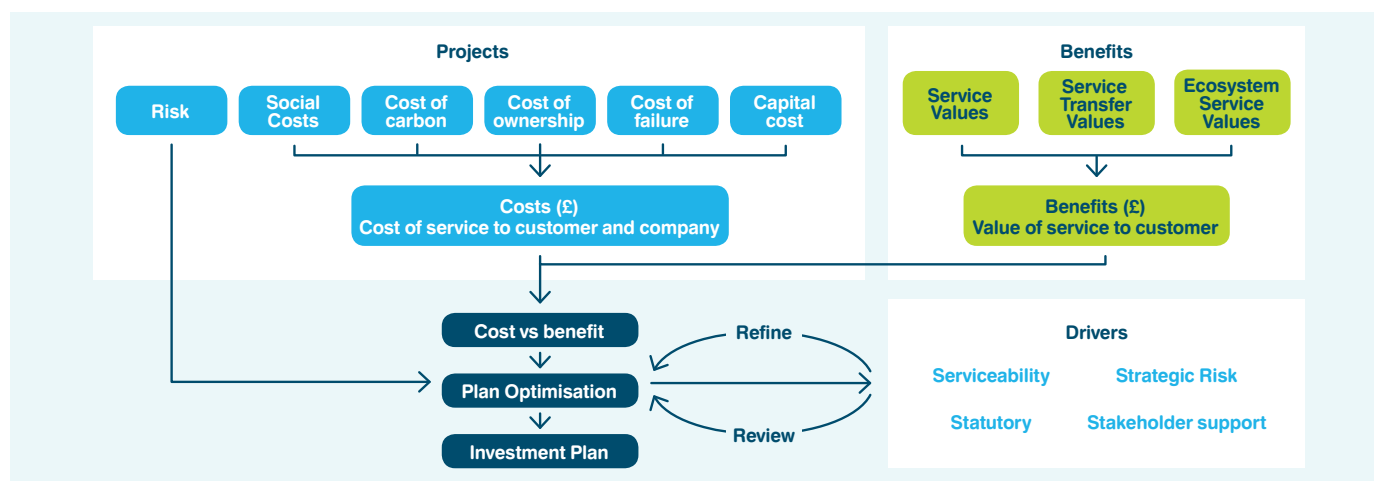 Projects
Benefits
Risk
Social
Costs
Cost of
carbon
Cost of
ownership
Cost of
failure
Capital
cost
Service
Values
Service
Transfer
Values
Ecosystem
Service
Values
Costs (£)
Cost of service to customer and company
Benefits (£)
Value of service to customer
Cost vs benefit
Refine
Plan Optimisation
Review
Investment Plan
Drivers
Serviceability
Strategic Risk
Statutory
Stakeholder support